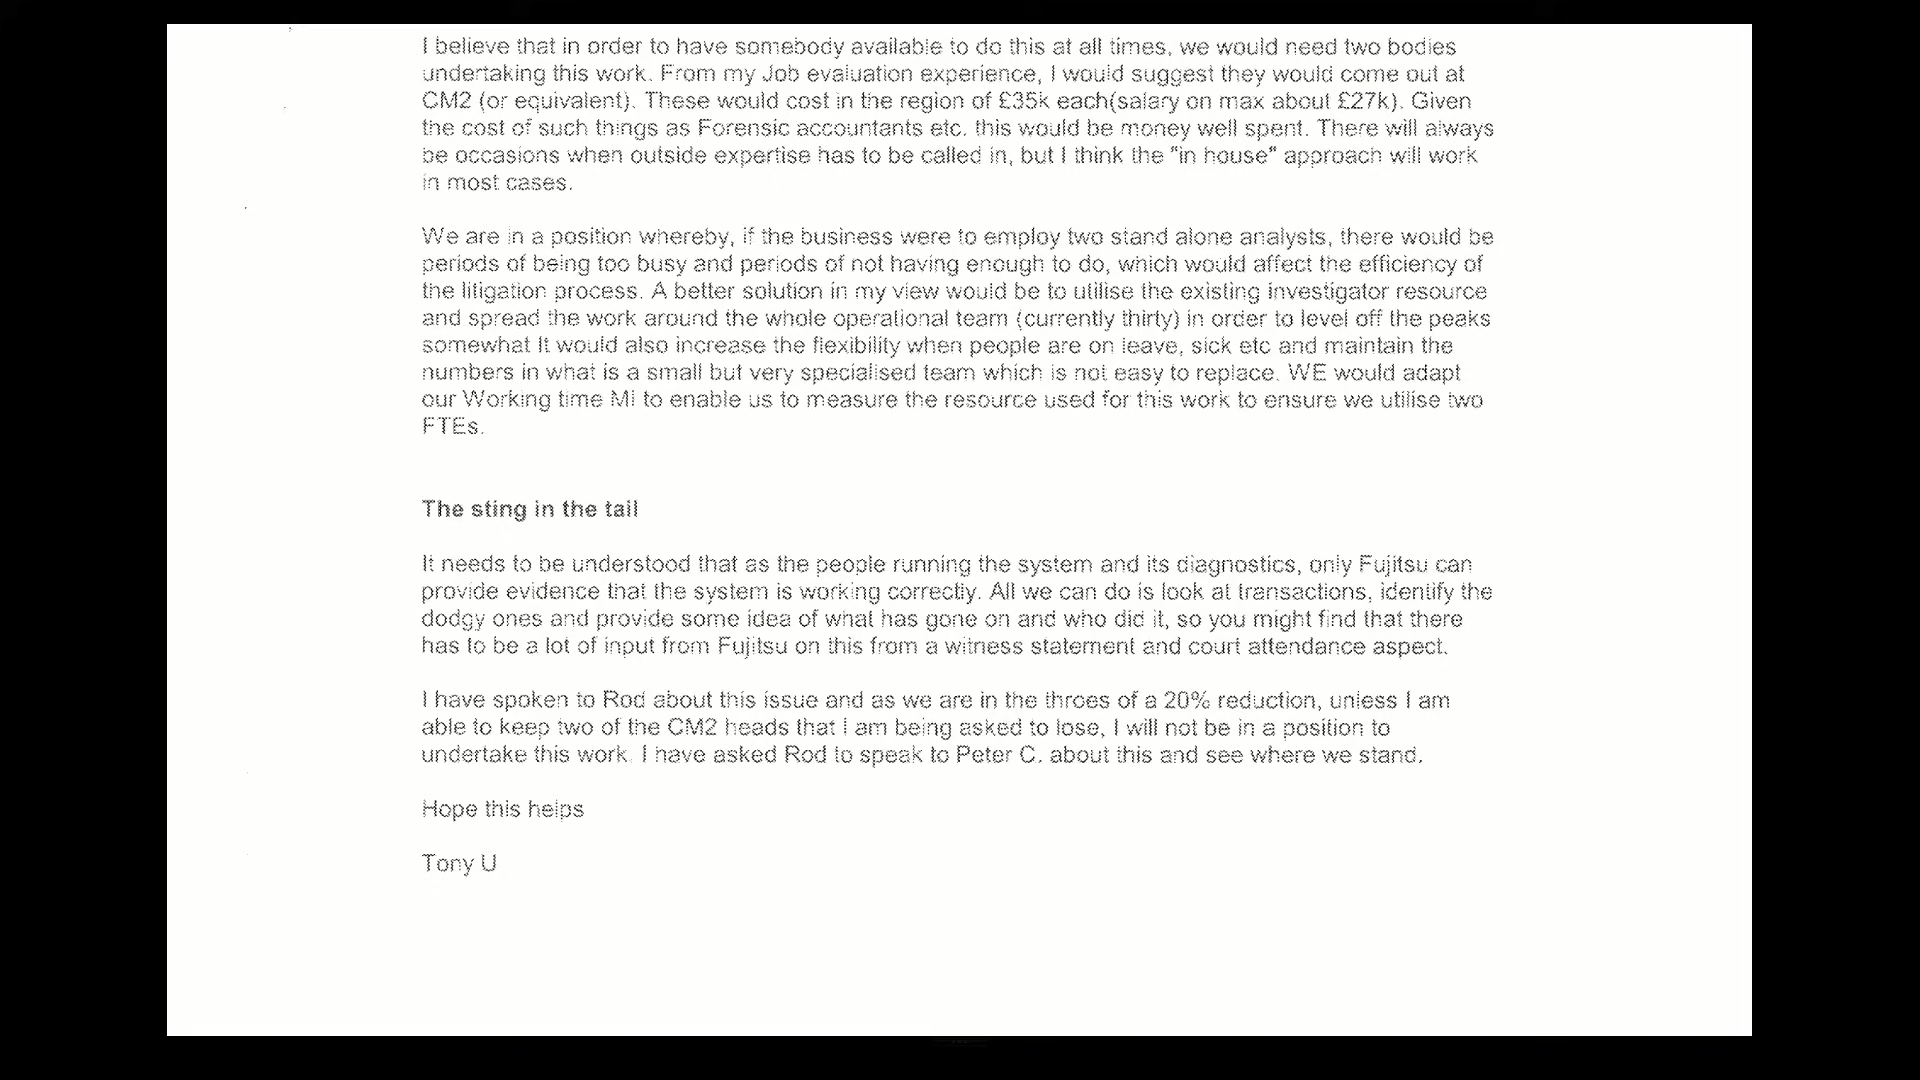 I believe that in order to have somebody available to do this at all times, we would need two bodies
undertaking this work. From my Job evaluation experience, I would suggest they would come out at
CM2 (or equivalent). These would cost in the region of £35k each(salary on max about £27k). Given
the cost of such things as Forensic accountants etc. this would be money well spent. There will always
be occasions when outside expertise has to be called in, but I think the "in house" approach will work
in most cases.
We are in a position whereby, if the business were to employ two stand alone analysts, there would be
periods of being too busy and periods of not having enough to do, which would affect the efficiency of
the litigation process. A better solution in my view would be to utilise the existing investigator resource
and spread the work around the whole operational team (currently thirty) in order to level off the peaks
somewhat It would also increase the flexibility when people are on leave, sick etc and maintain the
numbers in what is a small but very specialised team which is not easy to replace. WE would adapt
our Working time MI to enable us to measure the resource used for this work to ensure we utilise two
FTEs.
The sting in the tail
It needs to be understood that as the people running the system and its diagnostics, only Fujitsu can
provide evidence that the system is working correctly. All we can do is look at transactions, identify the
dodgy ones and provide some idea of what has gone on and who did it, so you might find that there
has to be a lot of input from Fujitsu on this from a witness statement and court attendance aspect.
I have spoken to Rod about this issue and as we are in the throes of a 20% reduction, unless I am
able to keep two of the CM2 heads that I am being asked to lose, I will not be in a position to
undertake this work. I have asked Rod to speak to Peter C. about this and see where we stand.
Hope this helps
Tony U